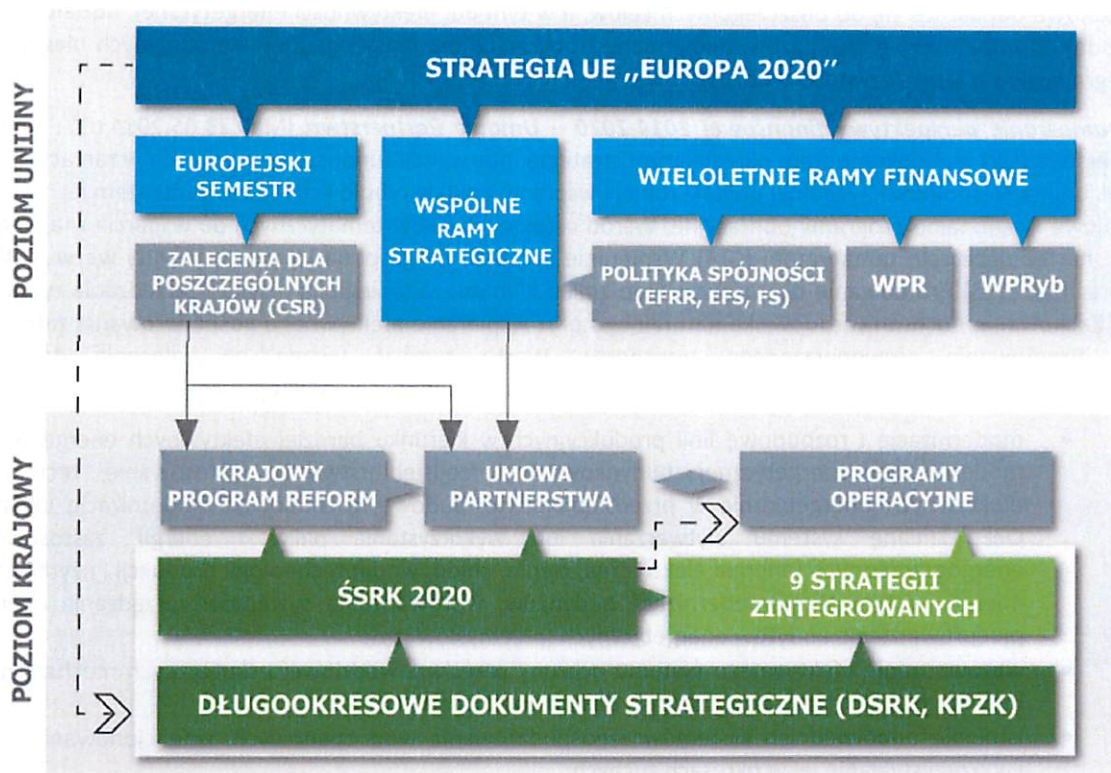 POZIOM UNIJNY
STRATEGIA UE „EUROPA 2020”
EUROPEJSKI
SEMESTR
WSPÓLNE
RAMY
STRATEGICZNE
WIELOLETNIE RAMY FINANSOWE
ZALECENIA DLA
POSZCZEGÓLNYCH
KRAJÓW (CSR)
POLITYKA SPÓJNOŚCI
(EFRR, EFS, FS)
WPR
WPRyb
POZIOM KRAJOWY
KRAJOWY
PROGRAM REFORM
UMOWA
PARTNERSTWA
PROGRAMY
OPERACYJNE
ŚSRK 2020
9 STRATEGII
ZINTEGROWANYCH
DŁUGOOKRESOWE DOKUMENTY STRATEGICZNE (DSRK, KPZK)